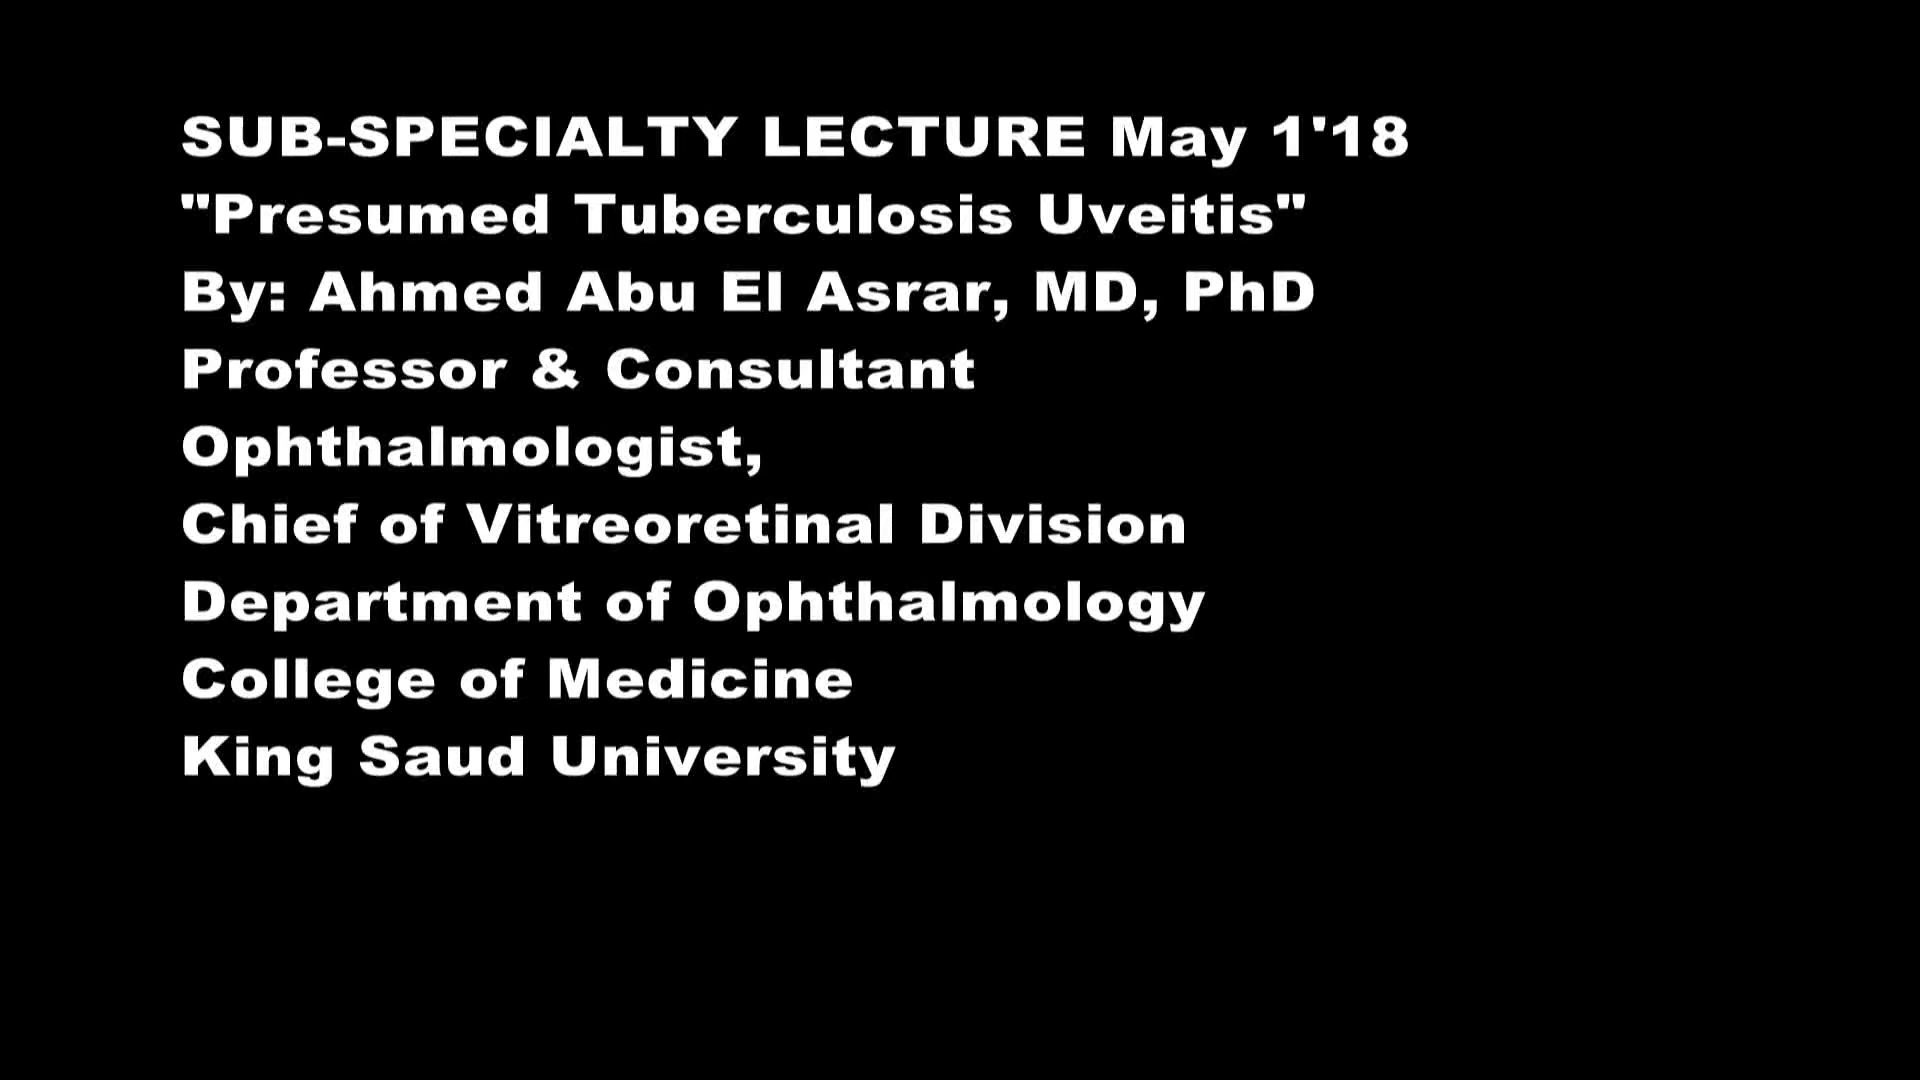 SUB-SPECIALTY LECTURE May 1'18
"Presumed Tuberculosis Uveitis"
By: Ahmed Abu El Asrar, MD, PhD
Professor & Consultant
Ophthalmologist,
Chief of Vitreoretinal Division
Department of Ophthalmology
College of Medicine
King Saud University